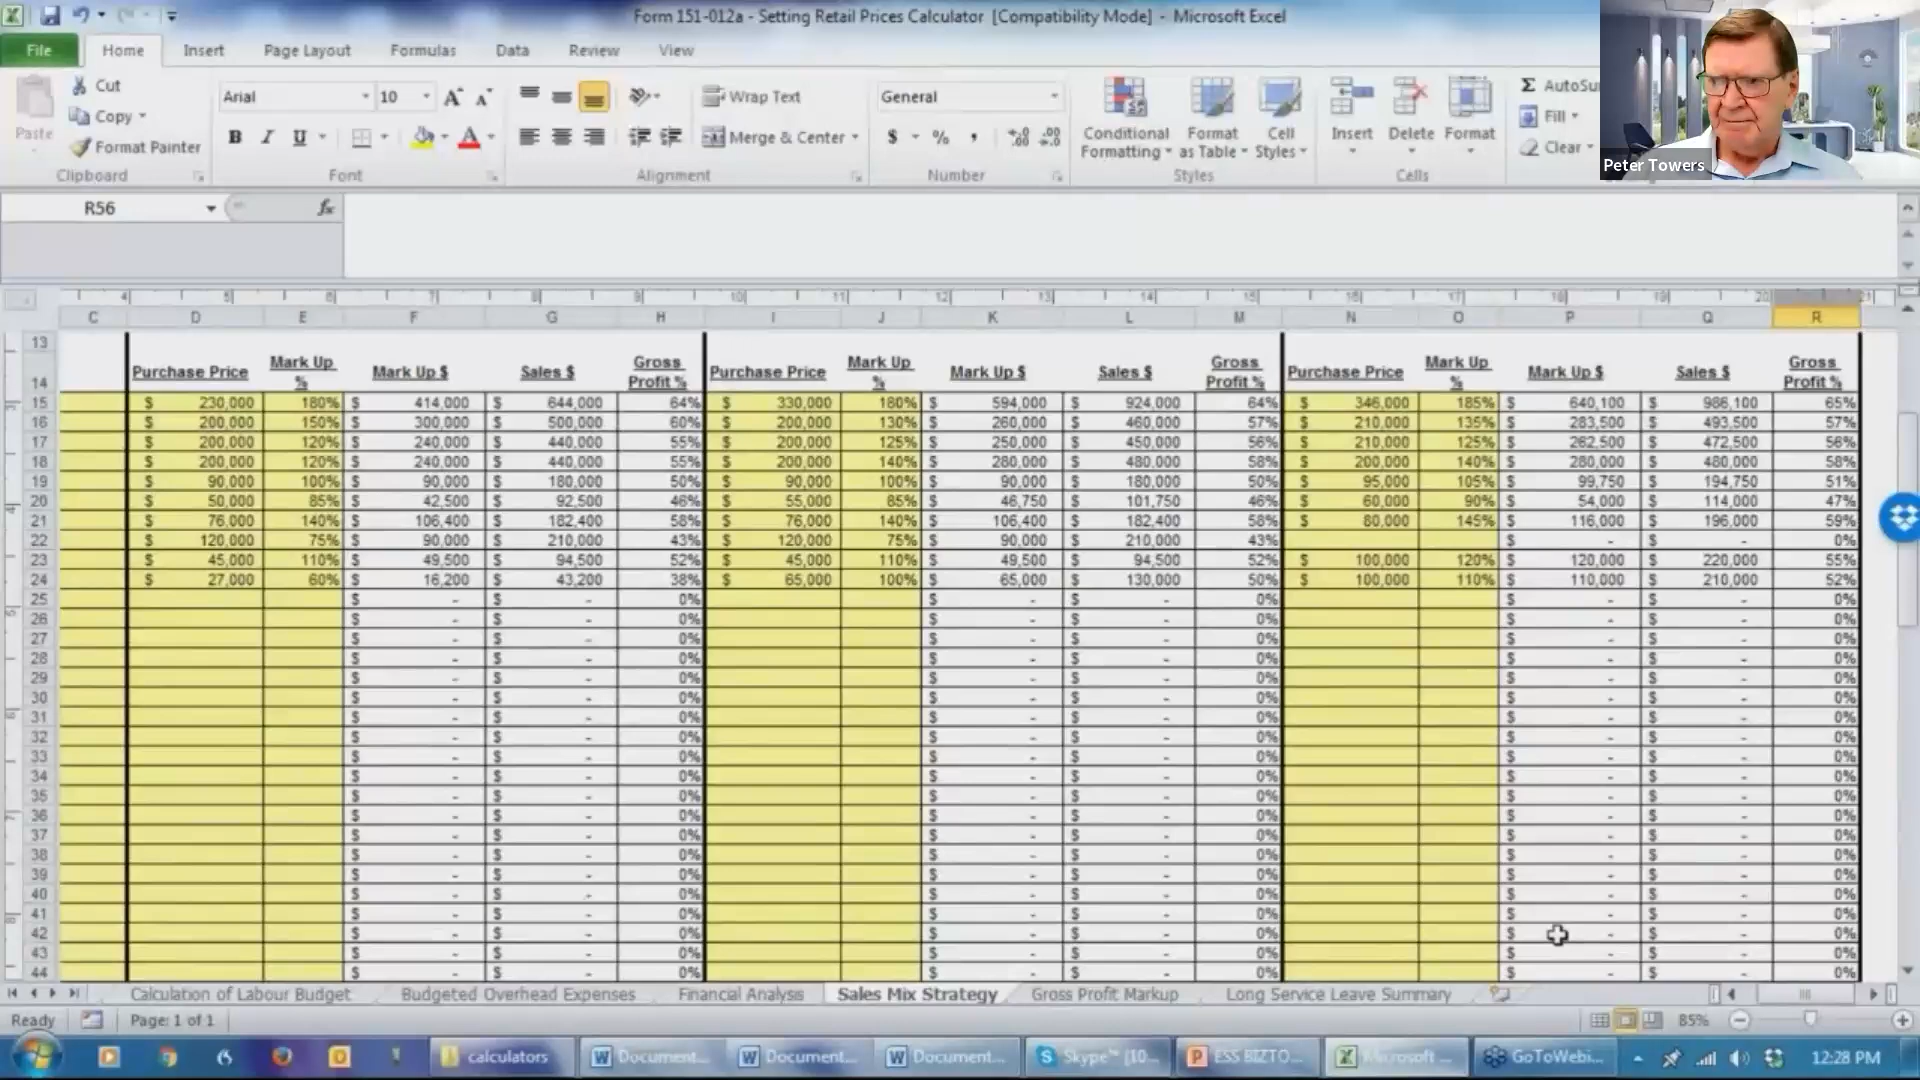 Form 151-012a - Setting Retail Prices Calculator [Compatibility Mode] - Microsoft Excel
File Home Insert Page Layout Formulas Data Review View
Paste Cut Copy Format Painter Clipboard
Arial 10 B I U Font
Wrap Text Merge & Center Alignment
General $ % , Number
Conditional Formatting Format as Table Cell Styles Styles
Insert Delete Format Cells
Σ AutoSu Fill Clear
Peter Towers
R56 fx
C D E F G H I J K L M N O P Q R
13
14 Purchase Price Mark Up % Mark Up $ Sales $ Gross Profit % Purchase Price Mark Up % Mark Up $ Sales $ Gross Profit % Purchase Price Mark Up % Mark Up $ Sales $ Gross Profit %
15 $ 230,000 180% $ 414,000 $ 644,000 64% $ 330,000 180% $ 594,000 $ 924,000 64% $ 346,000 185% $ 640,100 $ 986,100 65%
16 $ 200,000 150% $ 300,000 $ 500,000 60% $ 200,000 130% $ 260,000 $ 460,000 57% $ 210,000 135% $ 283,500 $ 493,500 57%
17 $ 200,000 120% $ 240,000 $ 440,000 55% $ 200,000 125% $ 250,000 $ 450,000 56% $ 210,000 125% $ 262,500 $ 472,500 56%
18 $ 200,000 120% $ 240,000 $ 440,000 55% $ 200,000 140% $ 280,000 $ 480,000 58% $ 200,000 140% $ 280,000 $ 480,000 58%
19 $ 90,000 100% $ 90,000 $ 180,000 50% $ 90,000 100% $ 90,000 $ 180,000 50% $ 95,000 105% $ 99,750 $ 194,750 51%
20 $ 50,000 85% $ 42,500 $ 92,500 46% $ 55,000 85% $ 46,750 $ 101,750 46% $ 60,000 90% $ 54,000 $ 114,000 47%
21 $ 76,000 140% $ 106,400 $ 182,400 58% $ 76,000 140% $ 106,400 $ 182,400 58% $ 80,000 145% $ 116,000 $ 196,000 59%
22 $ 120,000 75% $ 90,000 $ 210,000 43% $ 120,000 75% $ 90,000 $ 210,000 43% $ - $ - 0%
23 $ 45,000 110% $ 49,500 $ 94,500 52% $ 45,000 110% $ 49,500 $ 94,500 52% $ 100,000 120% $ 120,000 $ 220,000 55%
24 $ 27,000 60% $ 16,200 $ 43,200 38% $ 65,000 100% $ 65,000 $ 130,000 50% $ 100,000 110% $ 110,000 $ 210,000 52%
25 $ - $ - 0% $ - $ - 0% $ - $ - 0%
26 $ - $ - 0% $ - $ - 0% $ - $ - 0%
27 $ - $ - 0% $ - $ - 0% $ - $ - 0%
28 $ - $ - 0% $ - $ - 0% $ - $ - 0%
29 $ - $ - 0% $ - $ - 0% $ - $ - 0%
30 $ - $ - 0% $ - $ - 0% $ - $ - 0%
31 $ - $ - 0% $ - $ - 0% $ - $ - 0%
32 $ - $ - 0% $ - $ - 0% $ - $ - 0%
33 $ - $ - 0% $ - $ - 0% $ - $ - 0%
34 $ - $ - 0% $ - $ - 0% $ - $ - 0%
35 $ - $ - 0% $ - $ - 0% $ - $ - 0%
36 $ - $ - 0% $ - $ - 0% $ - $ - 0%
37 $ - $ - 0% $ - $ - 0% $ - $ - 0%
38 $ - $ - 0% $ - $ - 0% $ - $ - 0%
39 $ - $ - 0% $ - $ - 0% $ - $ - 0%
40 $ - $ - 0% $ - $ - 0% $ - $ - 0%
41 $ - $ - 0% $ - $ - 0% $ - $ - 0%
42 $ - $ - 0% $ - $ - 0% $ - $ - 0%
43 $ - $ - 0% $ - $ - 0% $ - $ - 0%
44 $ - $ - 0% $ - $ - 0% $ - $ - 0%
Calculation of Labour Budget Budgeted Overhead Expenses Financial Analysis Sales Mix Strategy Gross Profit Markup Long Service Leave Summary
Ready Page: 1 of 1 85%
calculators Document... Document... Document... Skype™ [10... ESS BIZTO... Microsoft ... GoToWebi... 12:28 PM